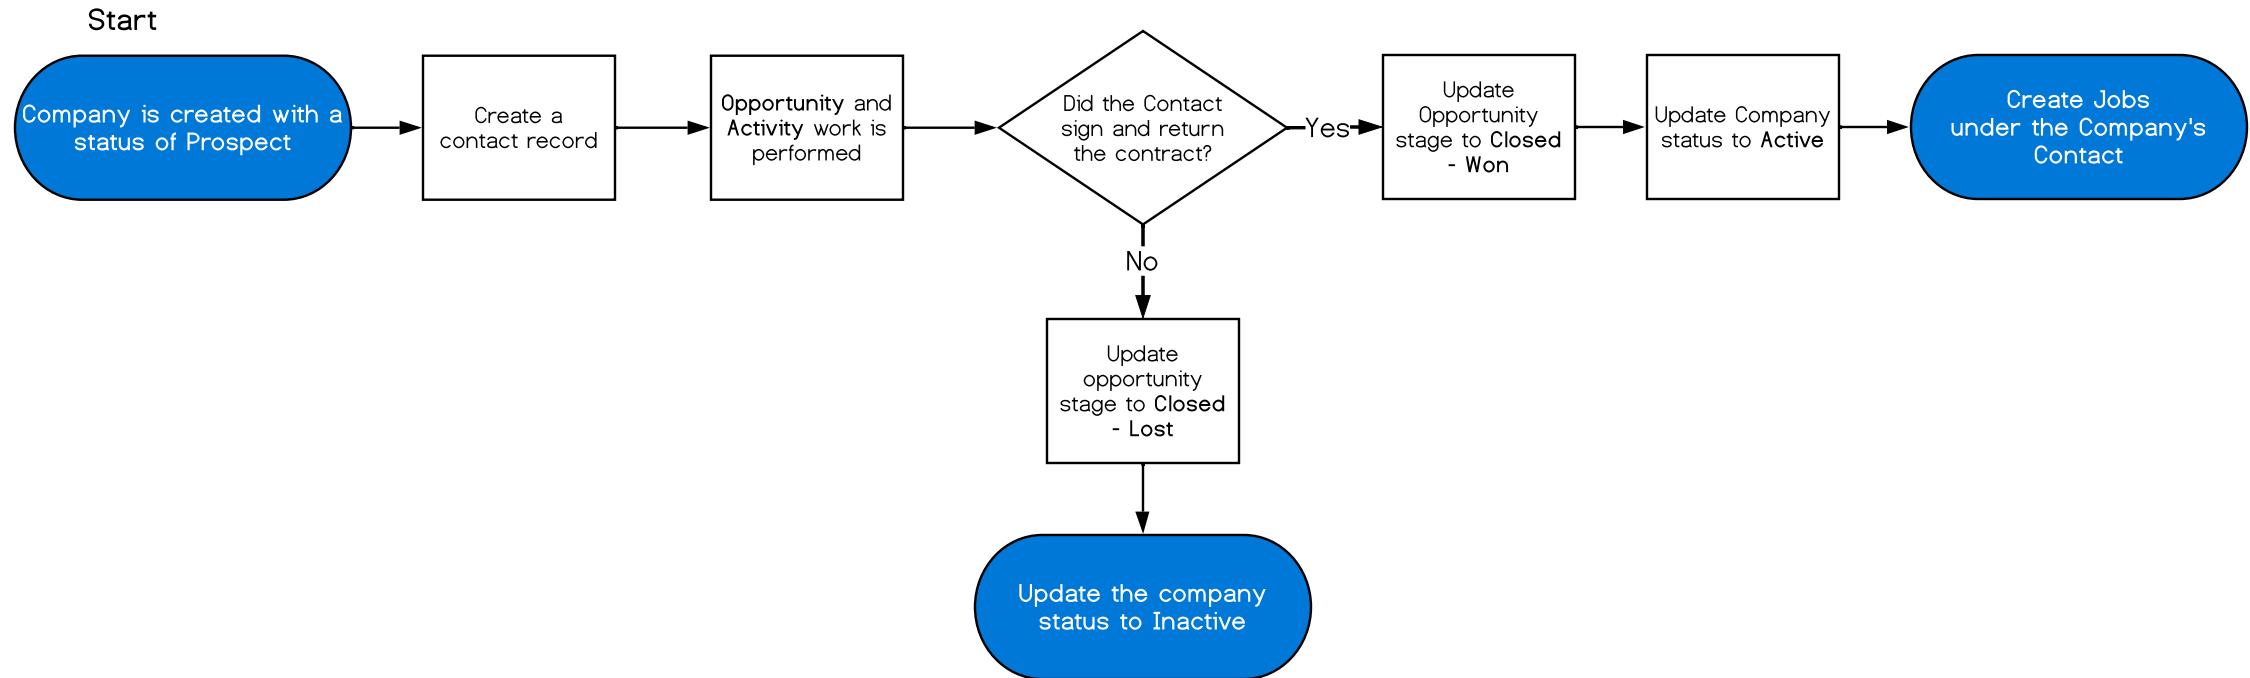 Start
Company is created with a
status of Prospect
Create a
contact record
Opportunity and
Activity work is
performed
Did the Contact
sign and return
the contract?
Yes
Update
Opportunity
stage to Closed
- Won
Update Company
status to Active
Create Jobs
under the Company's
Contact
No
Update
opportunity
stage to Closed
- Lost
Update the company
status to Inactive